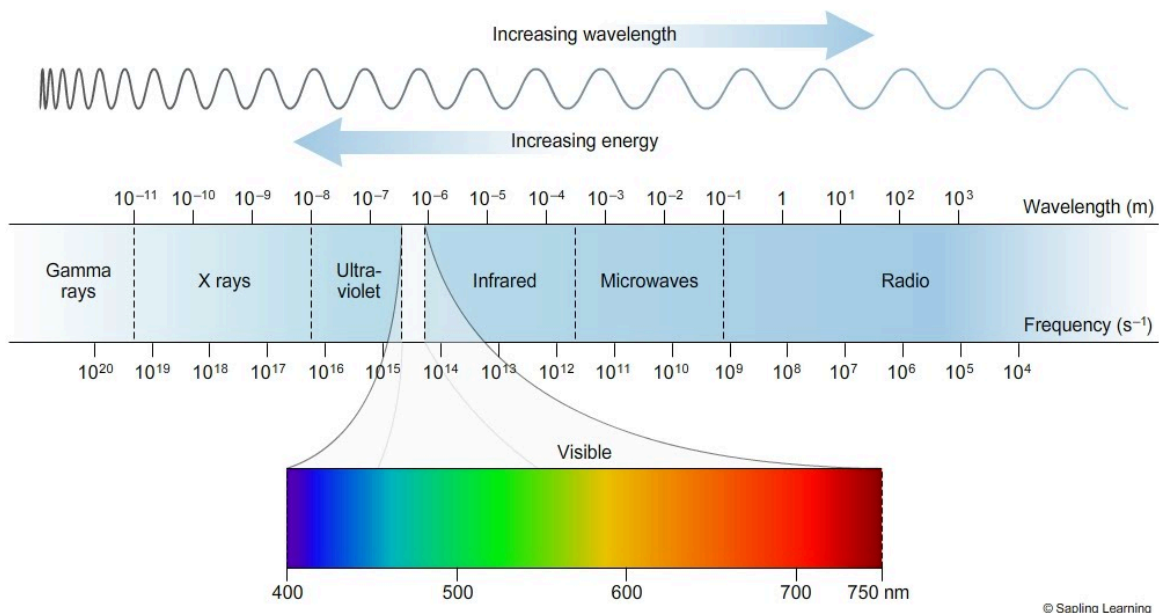 Increasing wavelength
Increasing energy
10⁻¹¹ 10⁻¹⁰ 10⁻⁹ 10⁻⁸ 10⁻⁷ 10⁻⁶ 10⁻⁵ 10⁻⁴ 10⁻³ 10⁻² 10⁻¹ 1 10¹ 10² 10³ Wavelength (m)
Gamma rays
X rays
Ultra-
violet
Infrared
Microwaves
Radio
Frequency (s⁻¹)
10²⁰ 10¹⁹ 10¹⁸ 10¹⁷ 10¹⁶ 10¹⁵ 10¹⁴ 10¹³ 10¹² 10¹¹ 10¹⁰ 10⁹ 10⁸ 10⁷ 10⁶ 10⁵ 10⁴
Visible
400 500 600 700 750 nm
© Sapling Learning